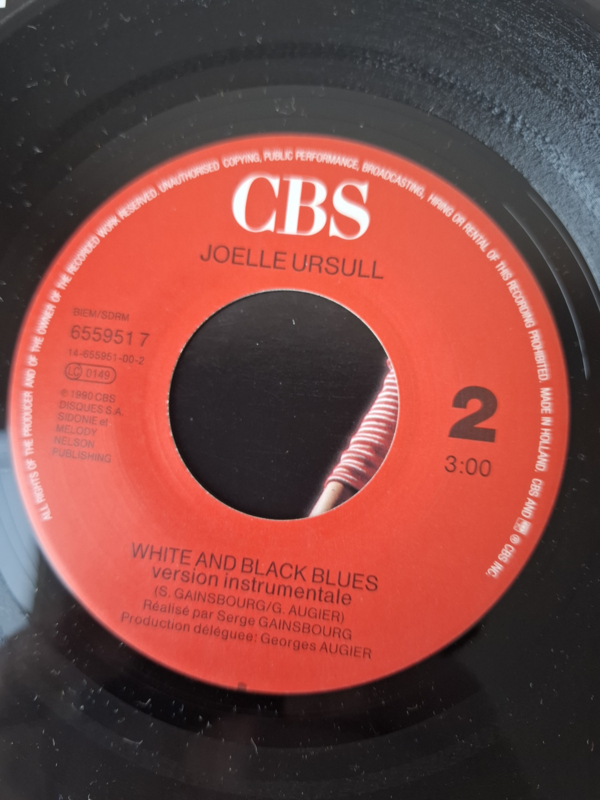 ALL RIGHTS OF THE PRODUCER AND OF THE OWNER OF THE RECORDED WORK RESERVED. UNAUTHORISED COPYING, PUBLIC PERFORMANCE, BROADCASTING, HIRING OR RENTAL OF THIS RECORDING PROHIBITED. MADE IN HOLLAND. CBS AND ℗ CBS INC.
CBS
JOELLE URSULL
BIEM/SDRM
655951 7
14-655951-00-2
LC 0149
℗ 1990 CBS
DISQUES S.A.
SIDONIE et
MELODY
NELSON
PUBLISHING
2
3:00
WHITE AND BLACK BLUES
version instrumentale
(S. GAINSBOURG/G. AUGIER)
Réalisé par Serge GAINSBOURG
Production déléguée: Georges AUGIER